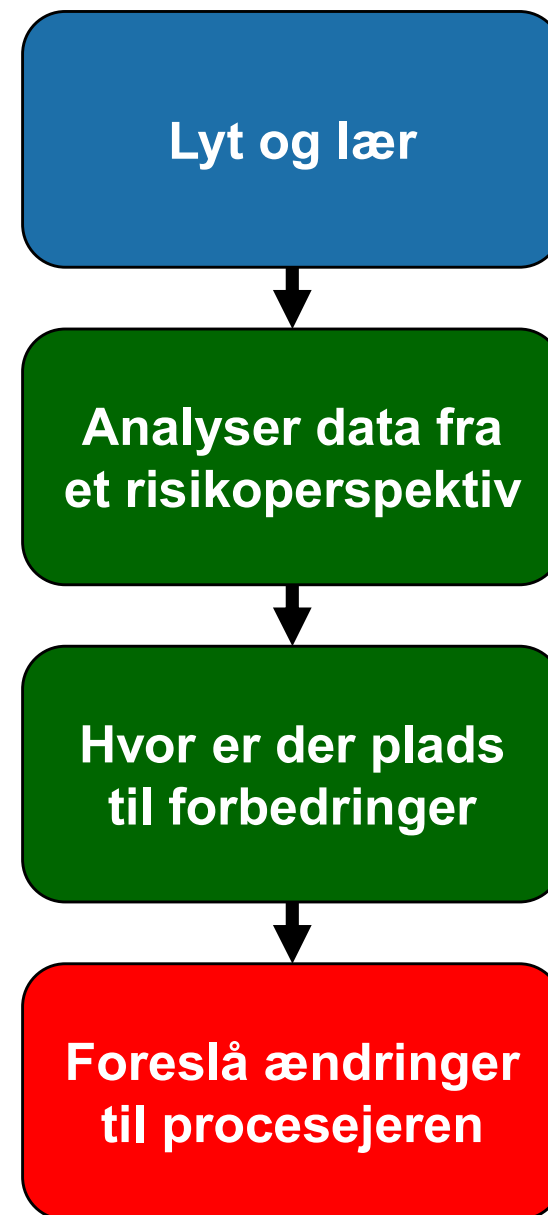 Lyt og lær
Analyser data fra
et risikoperspektiv
Hvor er der plads
til forbedringer
Foreslå ændringer
til procesejeren